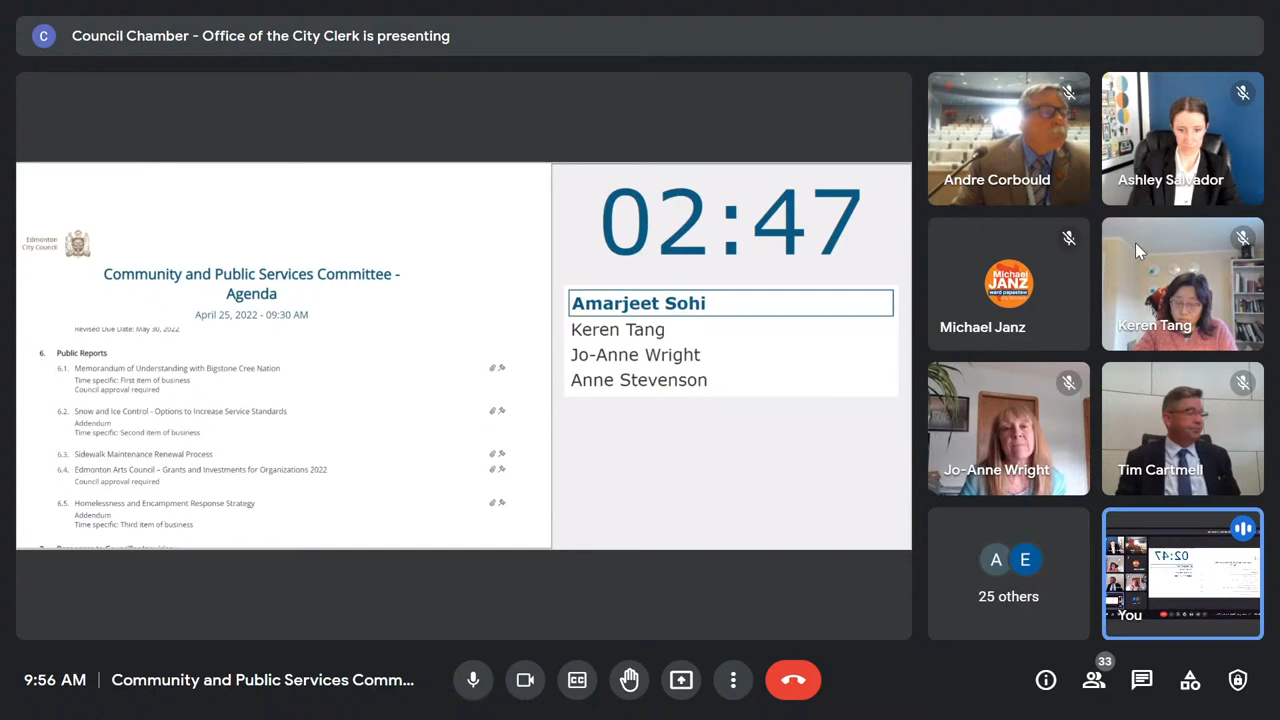 C
Council Chamber - Office of the City Clerk is presenting
Edmonton
City Council
Community and Public Services Committee -
Agenda
April 25, 2022 - 09:30 AM
Revised Due Date: May 30, 2022
6. Public Reports
6.1. Memorandum of Understanding with Bigstone Cree Nation
Time specific: First item of business
Council approval required
6.2. Snow and Ice Control - Options to Increase Service Standards
Addendum
Time specific: Second item of business
6.3. Sidewalk Maintenance Renewal Process
6.4. Edmonton Arts Council – Grants and Investments for Organizations 2022
Council approval required
6.5. Homelessness and Encampment Response Strategy
Addendum
Time specific: Third item of business
02:47
Amarjeet Sohi
Keren Tang
Jo-Anne Wright
Anne Stevenson
Andre Corbould
Ashley Salvador
Michael
JANZ
ward papastew
Michael Janz
Keren Tang
Jo-Anne Wright
Tim Cartmell
A E
25 others
02:47
You
9:56 AM | Community and Public Services Comm...
33